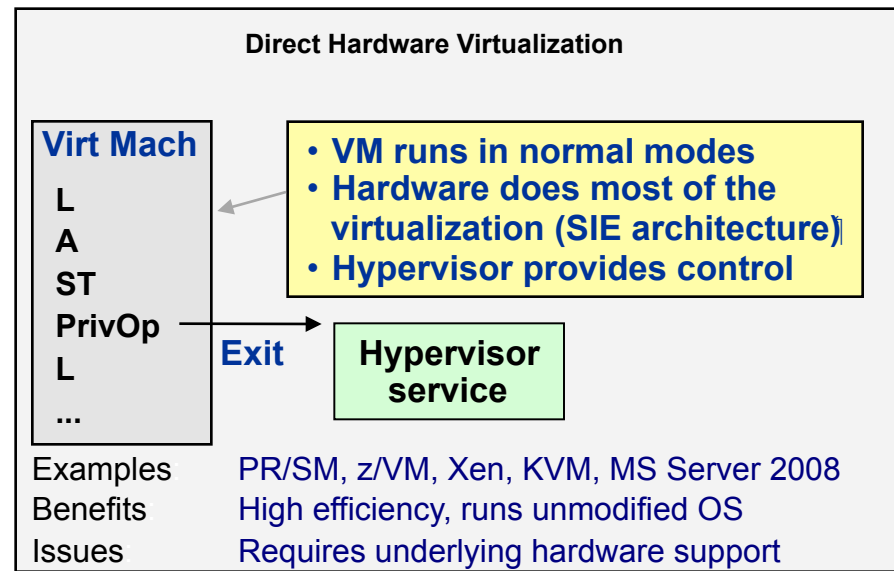 Direct Hardware Virtualization
Virt Mach
L
A
ST
PrivOp
L
...
• VM runs in normal modes
• Hardware does most of the
virtualization (SIE architecture)
• Hypervisor provides control
Exit
Hypervisor
service
Examples: PR/SM, z/VM, Xen, KVM, MS Server 2008
Benefits: High efficiency, runs unmodified OS
Issues: Requires underlying hardware support